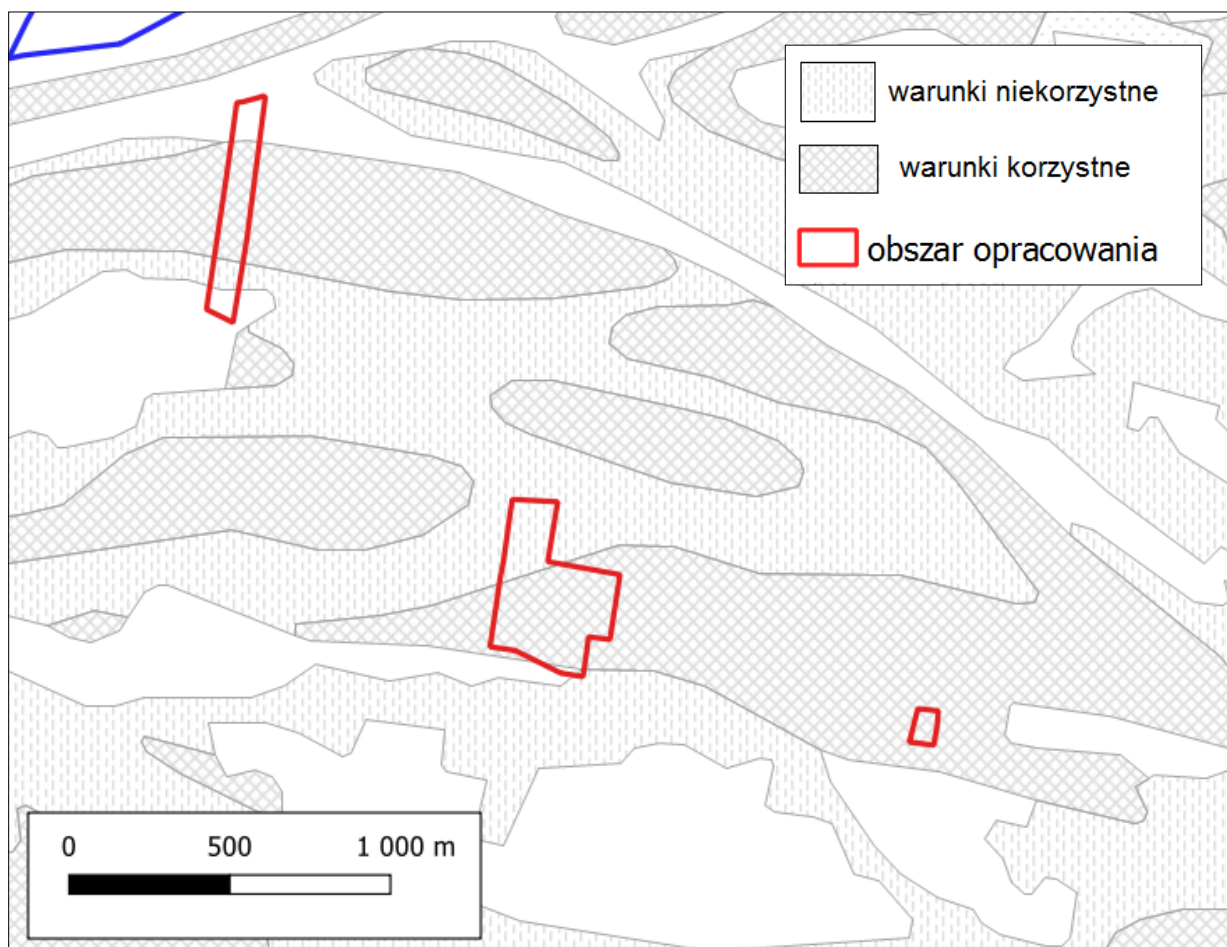 warunki niekorzystne
warunki korzystne
obszar opracowania
0 500 1 000 m